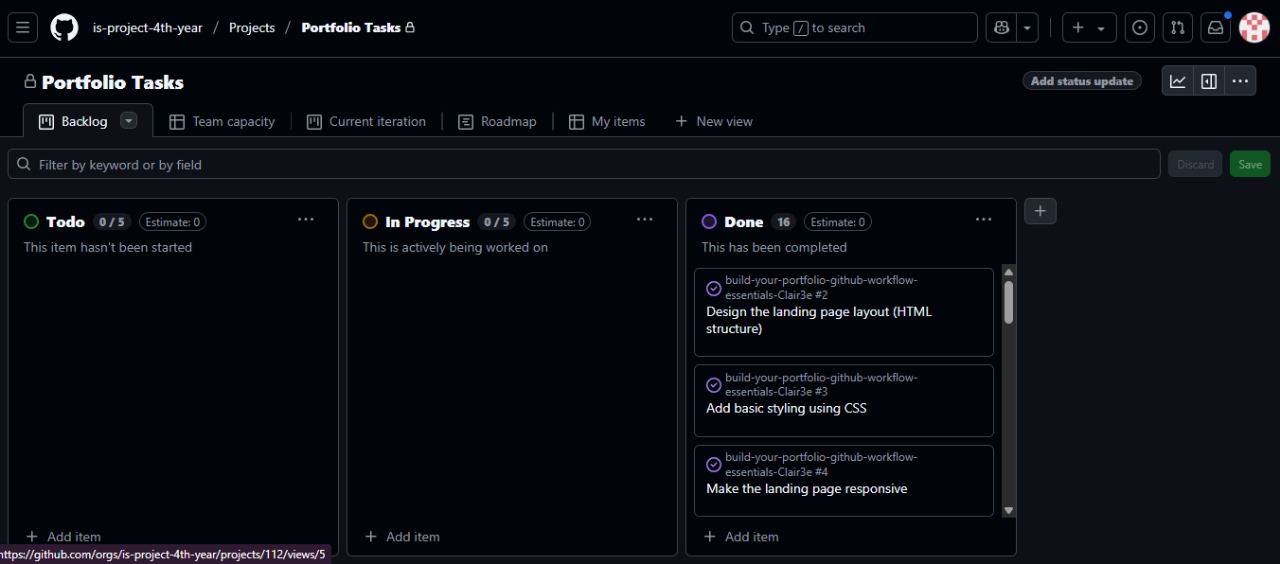 is-project-4th-year / Projects / Portfolio Tasks
Type / to search
Portfolio Tasks
Add status update
Backlog
Team capacity
Current iteration
Roadmap
My items
+ New view
Filter by keyword or by field
Discard
Save
Todo 0 / 5 Estimate: 0
This item hasn't been started
+ Add item
In Progress 0 / 5 Estimate: 0
This is actively being worked on
+ Add item
Done 16 Estimate: 0
This has been completed
build-your-portfolio-github-workflow-
essentials-Clair3e #2
Design the landing page layout (HTML
structure)
build-your-portfolio-github-workflow-
essentials-Clair3e #3
Add basic styling using CSS
build-your-portfolio-github-workflow-
essentials-Clair3e #4
Make the landing page responsive
+ Add item
https://github.com/orgs/is-project-4th-year/projects/112/views/5